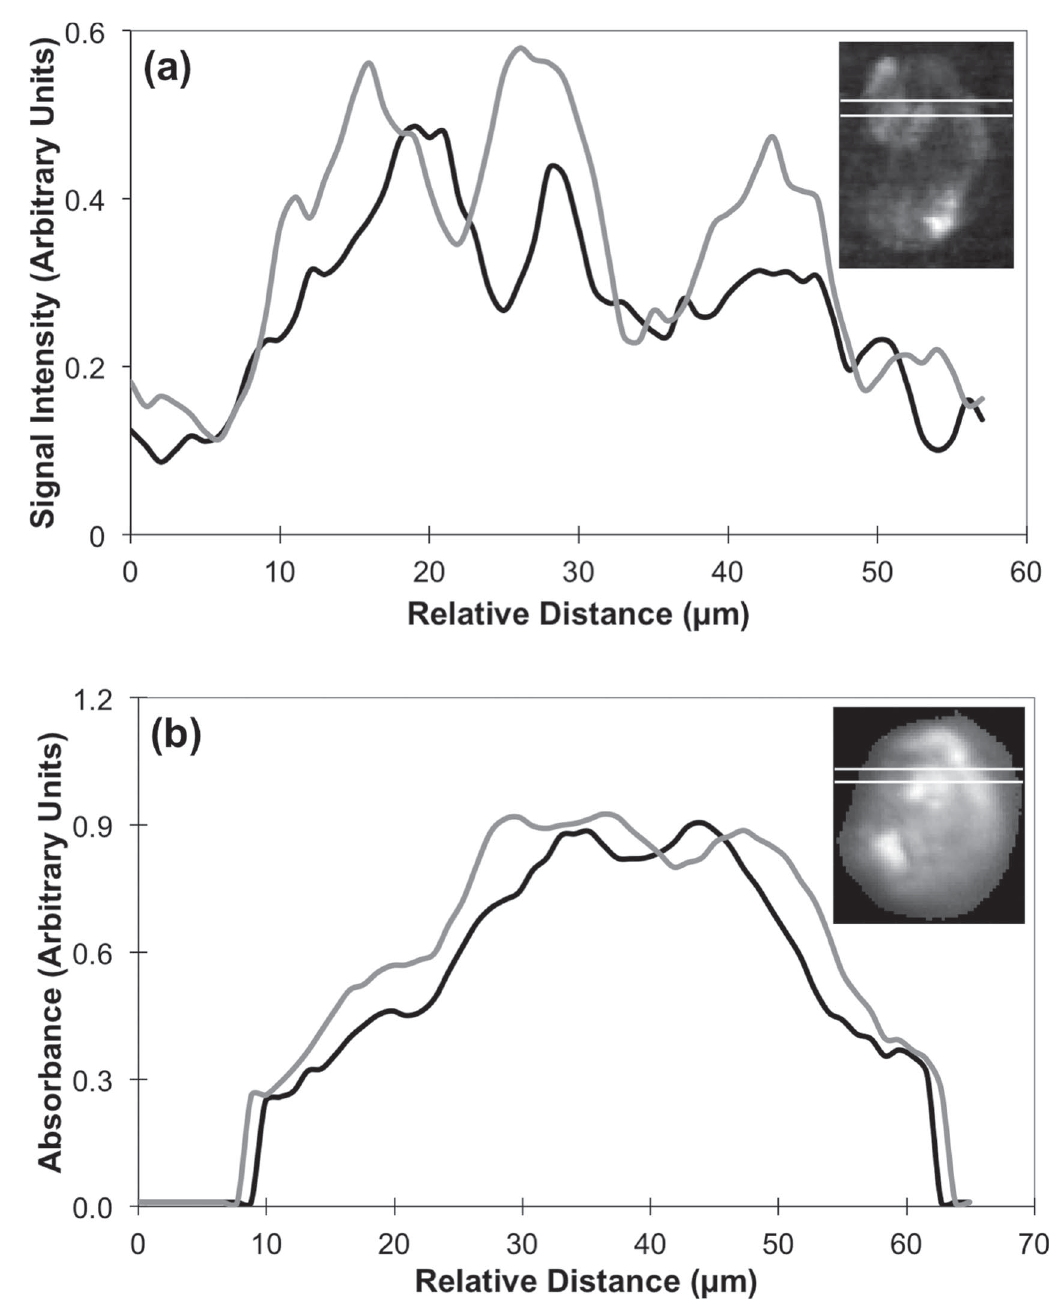 (a)
Signal Intensity (Arbitrary Units)
0.6
0.4
0.2
0
0 10 20 30 40 50 60
Relative Distance (µm)
(b)
Absorbance (Arbitrary Units)
1.2
0.9
0.6
0.3
0.0
0 10 20 30 40 50 60 70
Relative Distance (µm)